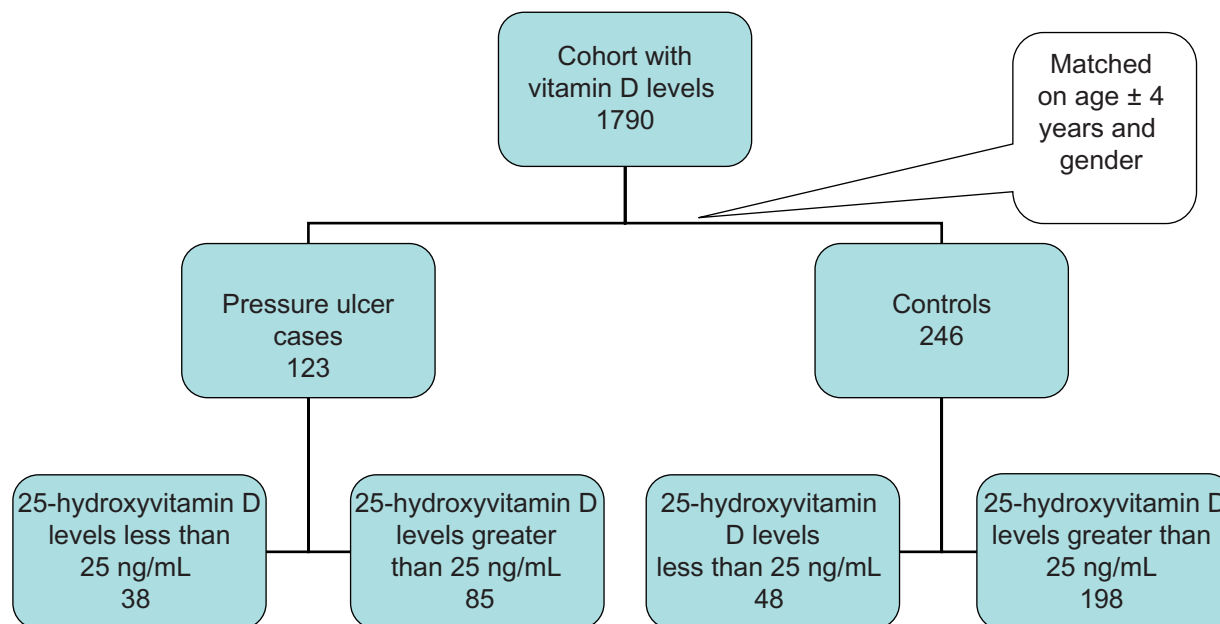 Cohort with
vitamin D levels
1790
Matched
on age ± 4
years and
gender
Pressure ulcer
cases
123
Controls
246
25-hydroxyvitamin D
levels less than
25 ng/mL
38
25-hydroxyvitamin D
levels greater
than 25 ng/mL
85
25-hydroxyvitamin
D levels
less than 25 ng/mL
48
25-hydroxyvitamin D
levels greater than
25 ng/mL
198